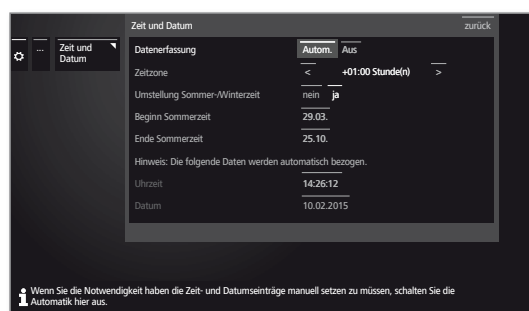 Zeit und Datum zurück
... Zeit und Datum
Datenerfassung Autom. Aus
Zeitzone < +01:00 Stunde(n) >
Umstellung Sommer-/Winterzeit nein ja
Beginn Sommerzeit 29.03.
Ende Sommerzeit 25.10.
Hinweis: Die folgende Daten werden automatisch bezogen.
Uhrzeit 14:26:12
Datum 10.02.2015
Wenn Sie die Notwendigkeit haben die Zeit- und Datumseinträge manuell setzen zu müssen, schalten Sie die
Automatik hier aus.